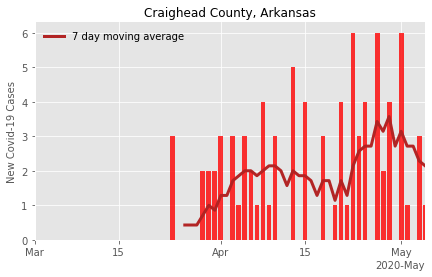 Craighead County, Arkansas
7 day moving average
New Covid-19 Cases
6
5
4
3
2
1
0
Mar
15
Apr
15
May
2020-May